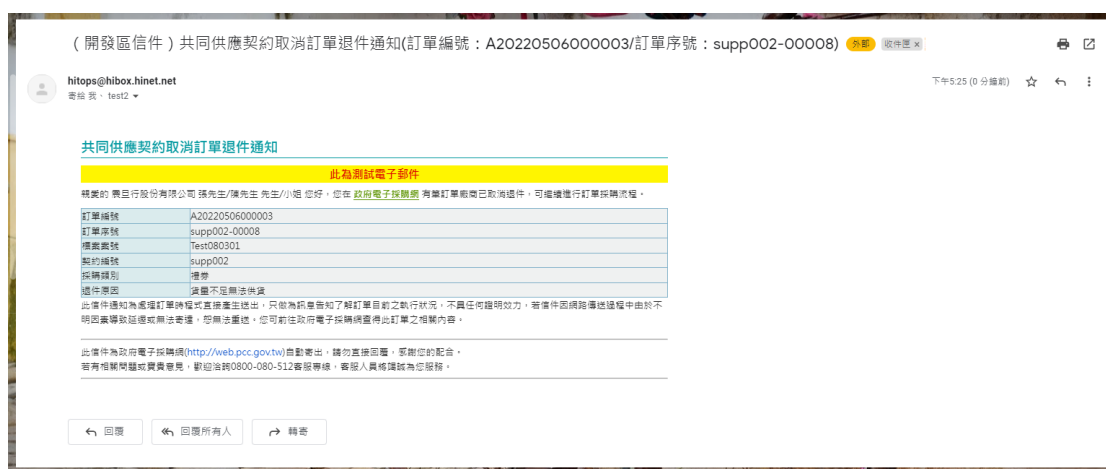 (開發區信件)共同供應契約取消訂單退件通知(訂單編號：A20220506000003/訂單序號：supp002-00008) 外部 收件匣 x
hitops@hibox.hinet.net
下午5:25 (0 分鐘前)
寄給 我、test2
共同供應契約取消訂單退件通知
此為測試電子郵件
親愛的 震旦行股份有限公司 張先生/陳先生 先生/小姐 您好，您在 政府電子採購網 有筆訂單廠商已取消退件，可繼續進行訂單採購流程。
訂單編號 A20220506000003
訂單序號 supp002-00008
標案案號 Test080301
契約編號 supp002
採購類別 禮券
退件原因 貨量不足無法供貨
此信件通知為處理訂單時程式直接產生送出，只做為訊息告知了解訂單目前之執行狀況，不具任何證明效力，若信件因網路傳送過程中由於不
明因素導致延遲或無法寄達，恕無法重送，您可前往政府電子採購網查得此訂單之相關內容。
此信件為政府電子採購網(http://web.pcc.gov.tw)自動寄出，請勿直接回覆，感謝您的配合。
若有相關問題或寶貴意見，歡迎洽詢0800-080-512客服專線，客服人員將竭誠為您服務。
回覆 回覆所有人 轉寄